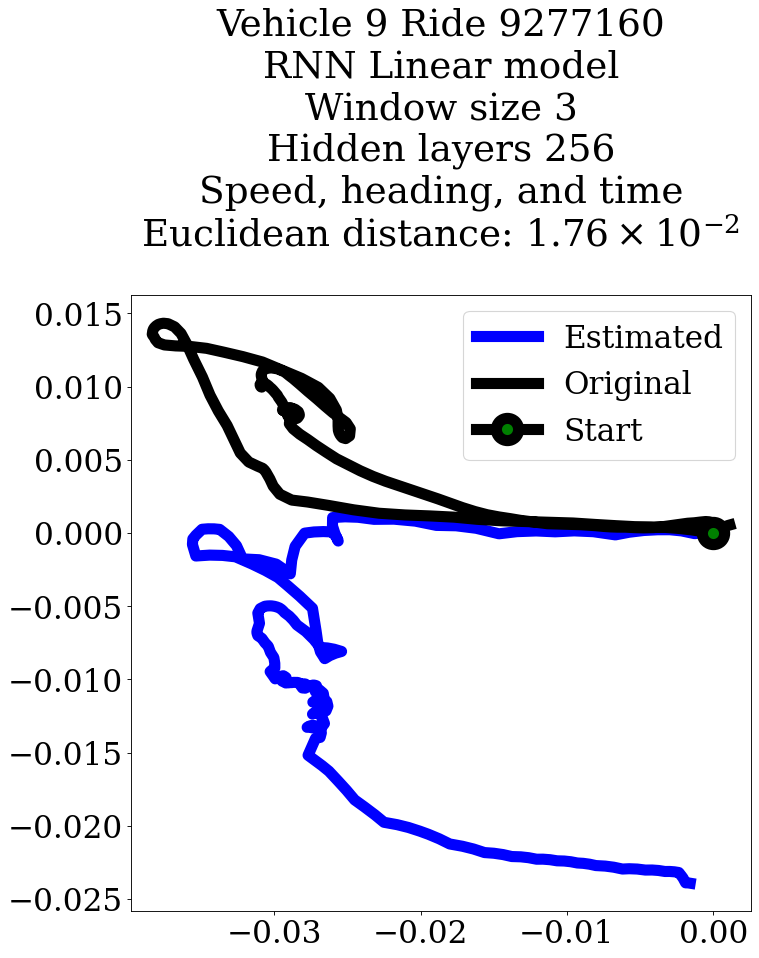 Vehicle 9 Ride 9277160
RNN Linear model
Window size 3
Hidden layers 256
Speed, heading, and time
Euclidean distance: 1.76 × 10⁻²
Estimated
Original
Start
0.015
0.010
0.005
0.000
−0.005
−0.010
−0.015
−0.020
−0.025
−0.03 −0.02 −0.01 0.00